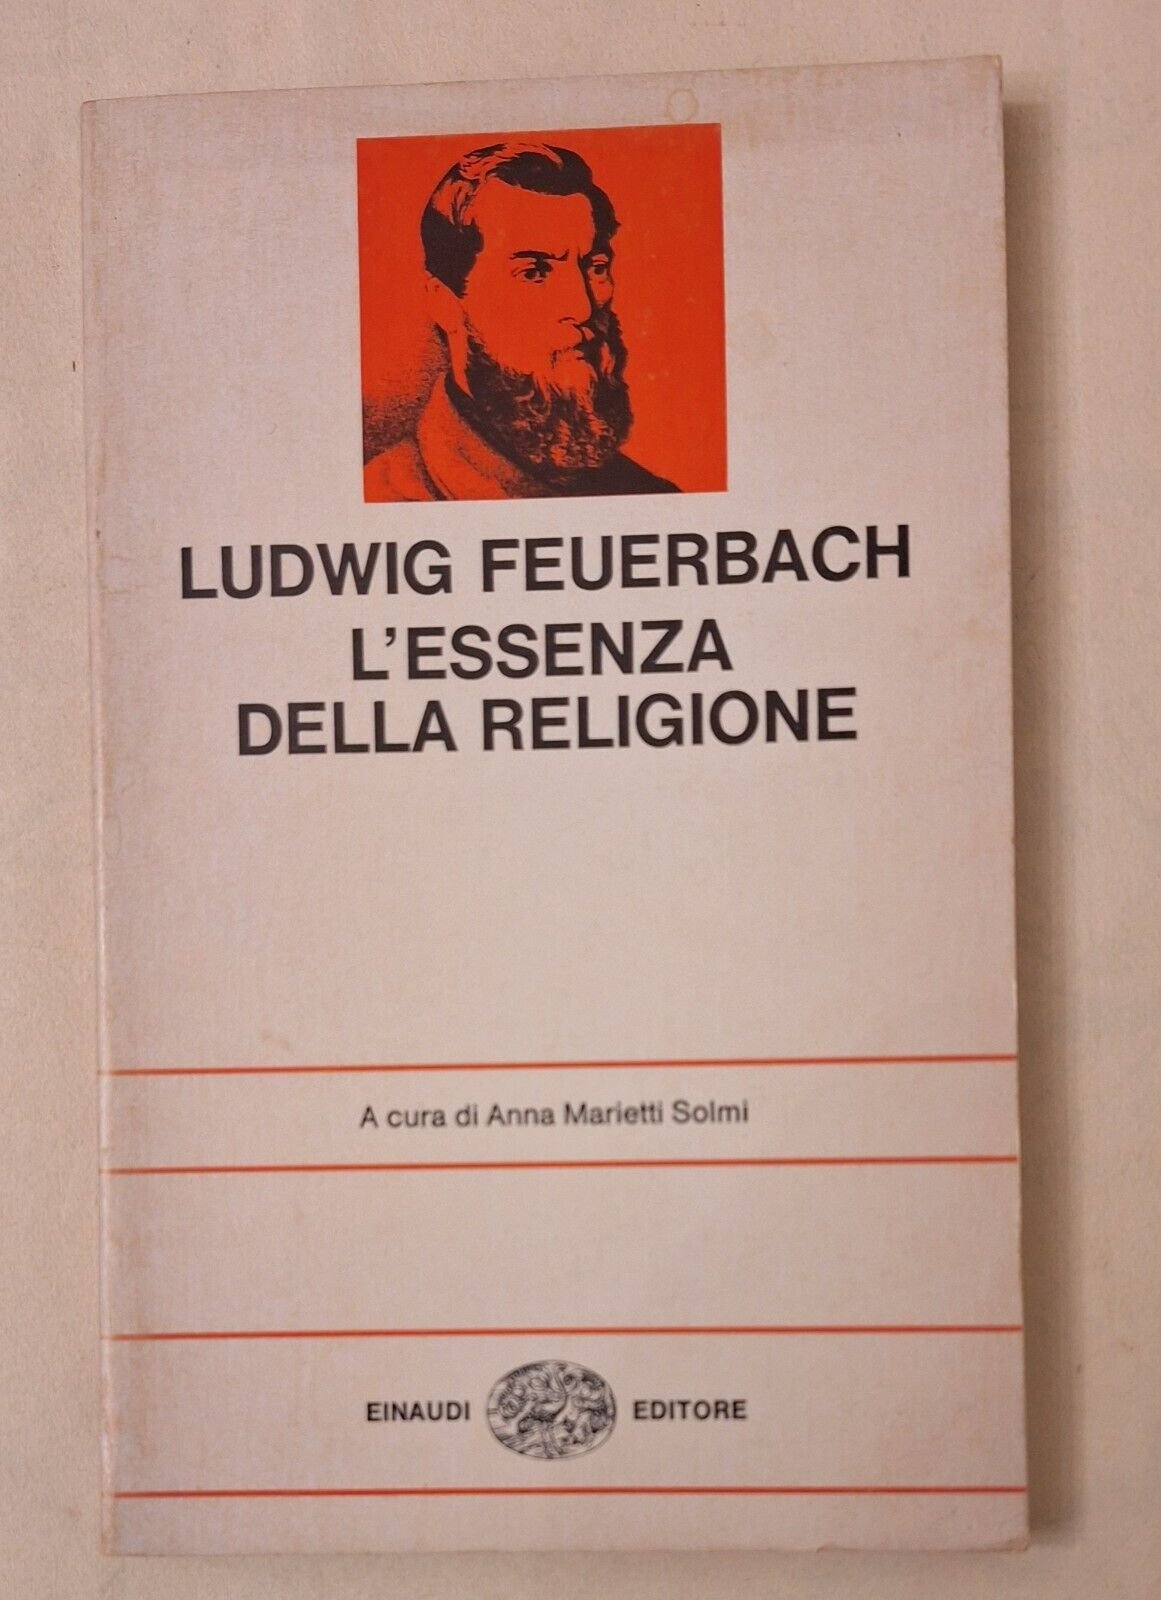 LUDWIG FEUERBACH
L'ESSENZA
DELLA RELIGIONE
A cura di Anna Marietti Solmi
EINAUDI EDITORE